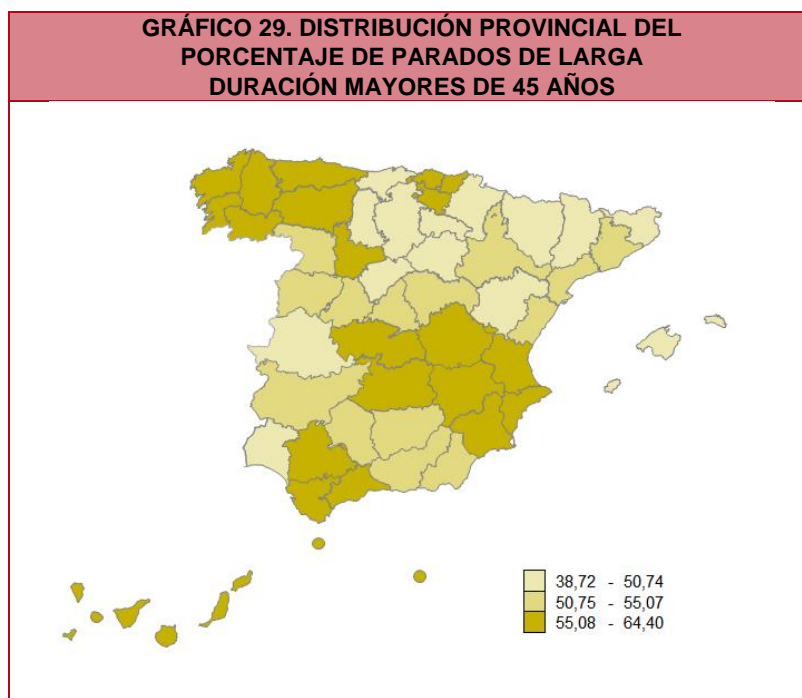 GRÁFICO 29. DISTRIBUCIÓN PROVINCIAL DEL
PORCENTAJE DE PARADOS DE LARGA
DURACIÓN MAYORES DE 45 AÑOS
38,72 - 50,74
50,75 - 55,07
55,08 - 64,40